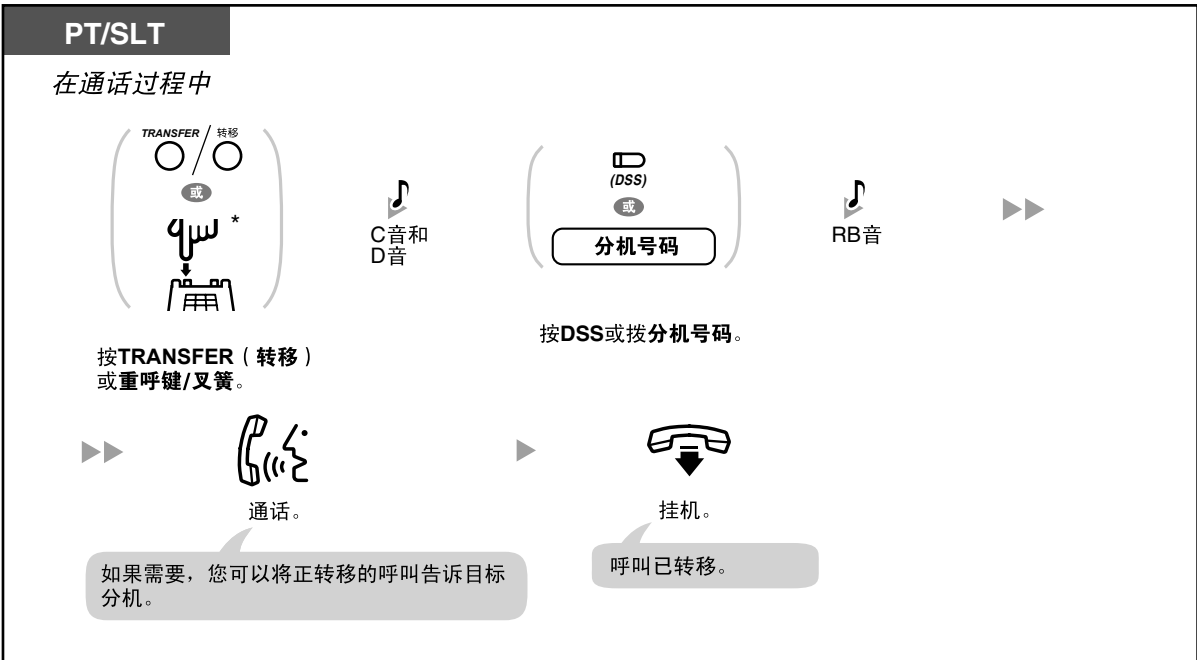 PT/SLT
在通话过程中
TRANSFER / 转移
或
*
C音和
D音
(DSS)
或
分机号码
RB音
按TRANSFER（转移）
或重呼键/叉簧。
按DSS或拨分机号码。
通话。
挂机。
如果需要，您可以将正转移的呼叫告诉目标
分机。
呼叫已转移。